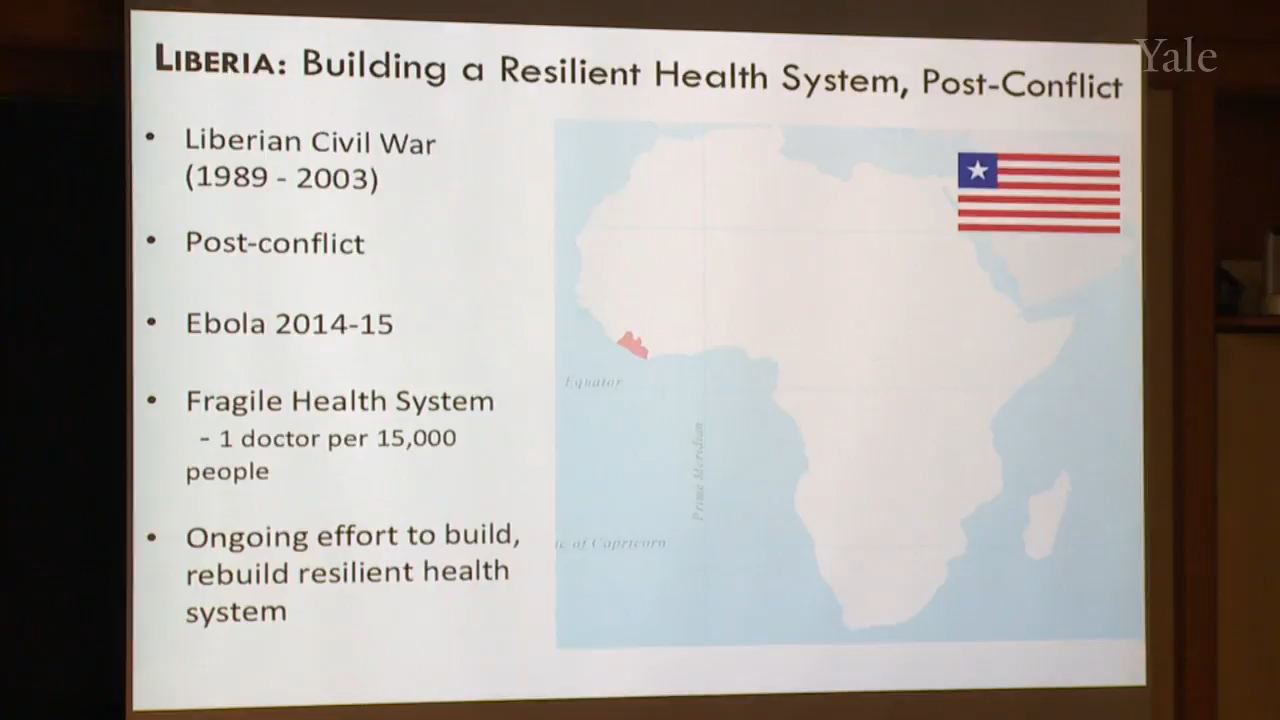 LIBERIA: Building a Resilient Health System, Post-Conflict
Yale
• Liberian Civil War
(1989 - 2003)
• Post-conflict
• Ebola 2014-15
• Fragile Health System
- 1 doctor per 15,000
people
• Ongoing effort to build,
rebuild resilient health
system
Equator
Prime Meridian
ic of Capricorn